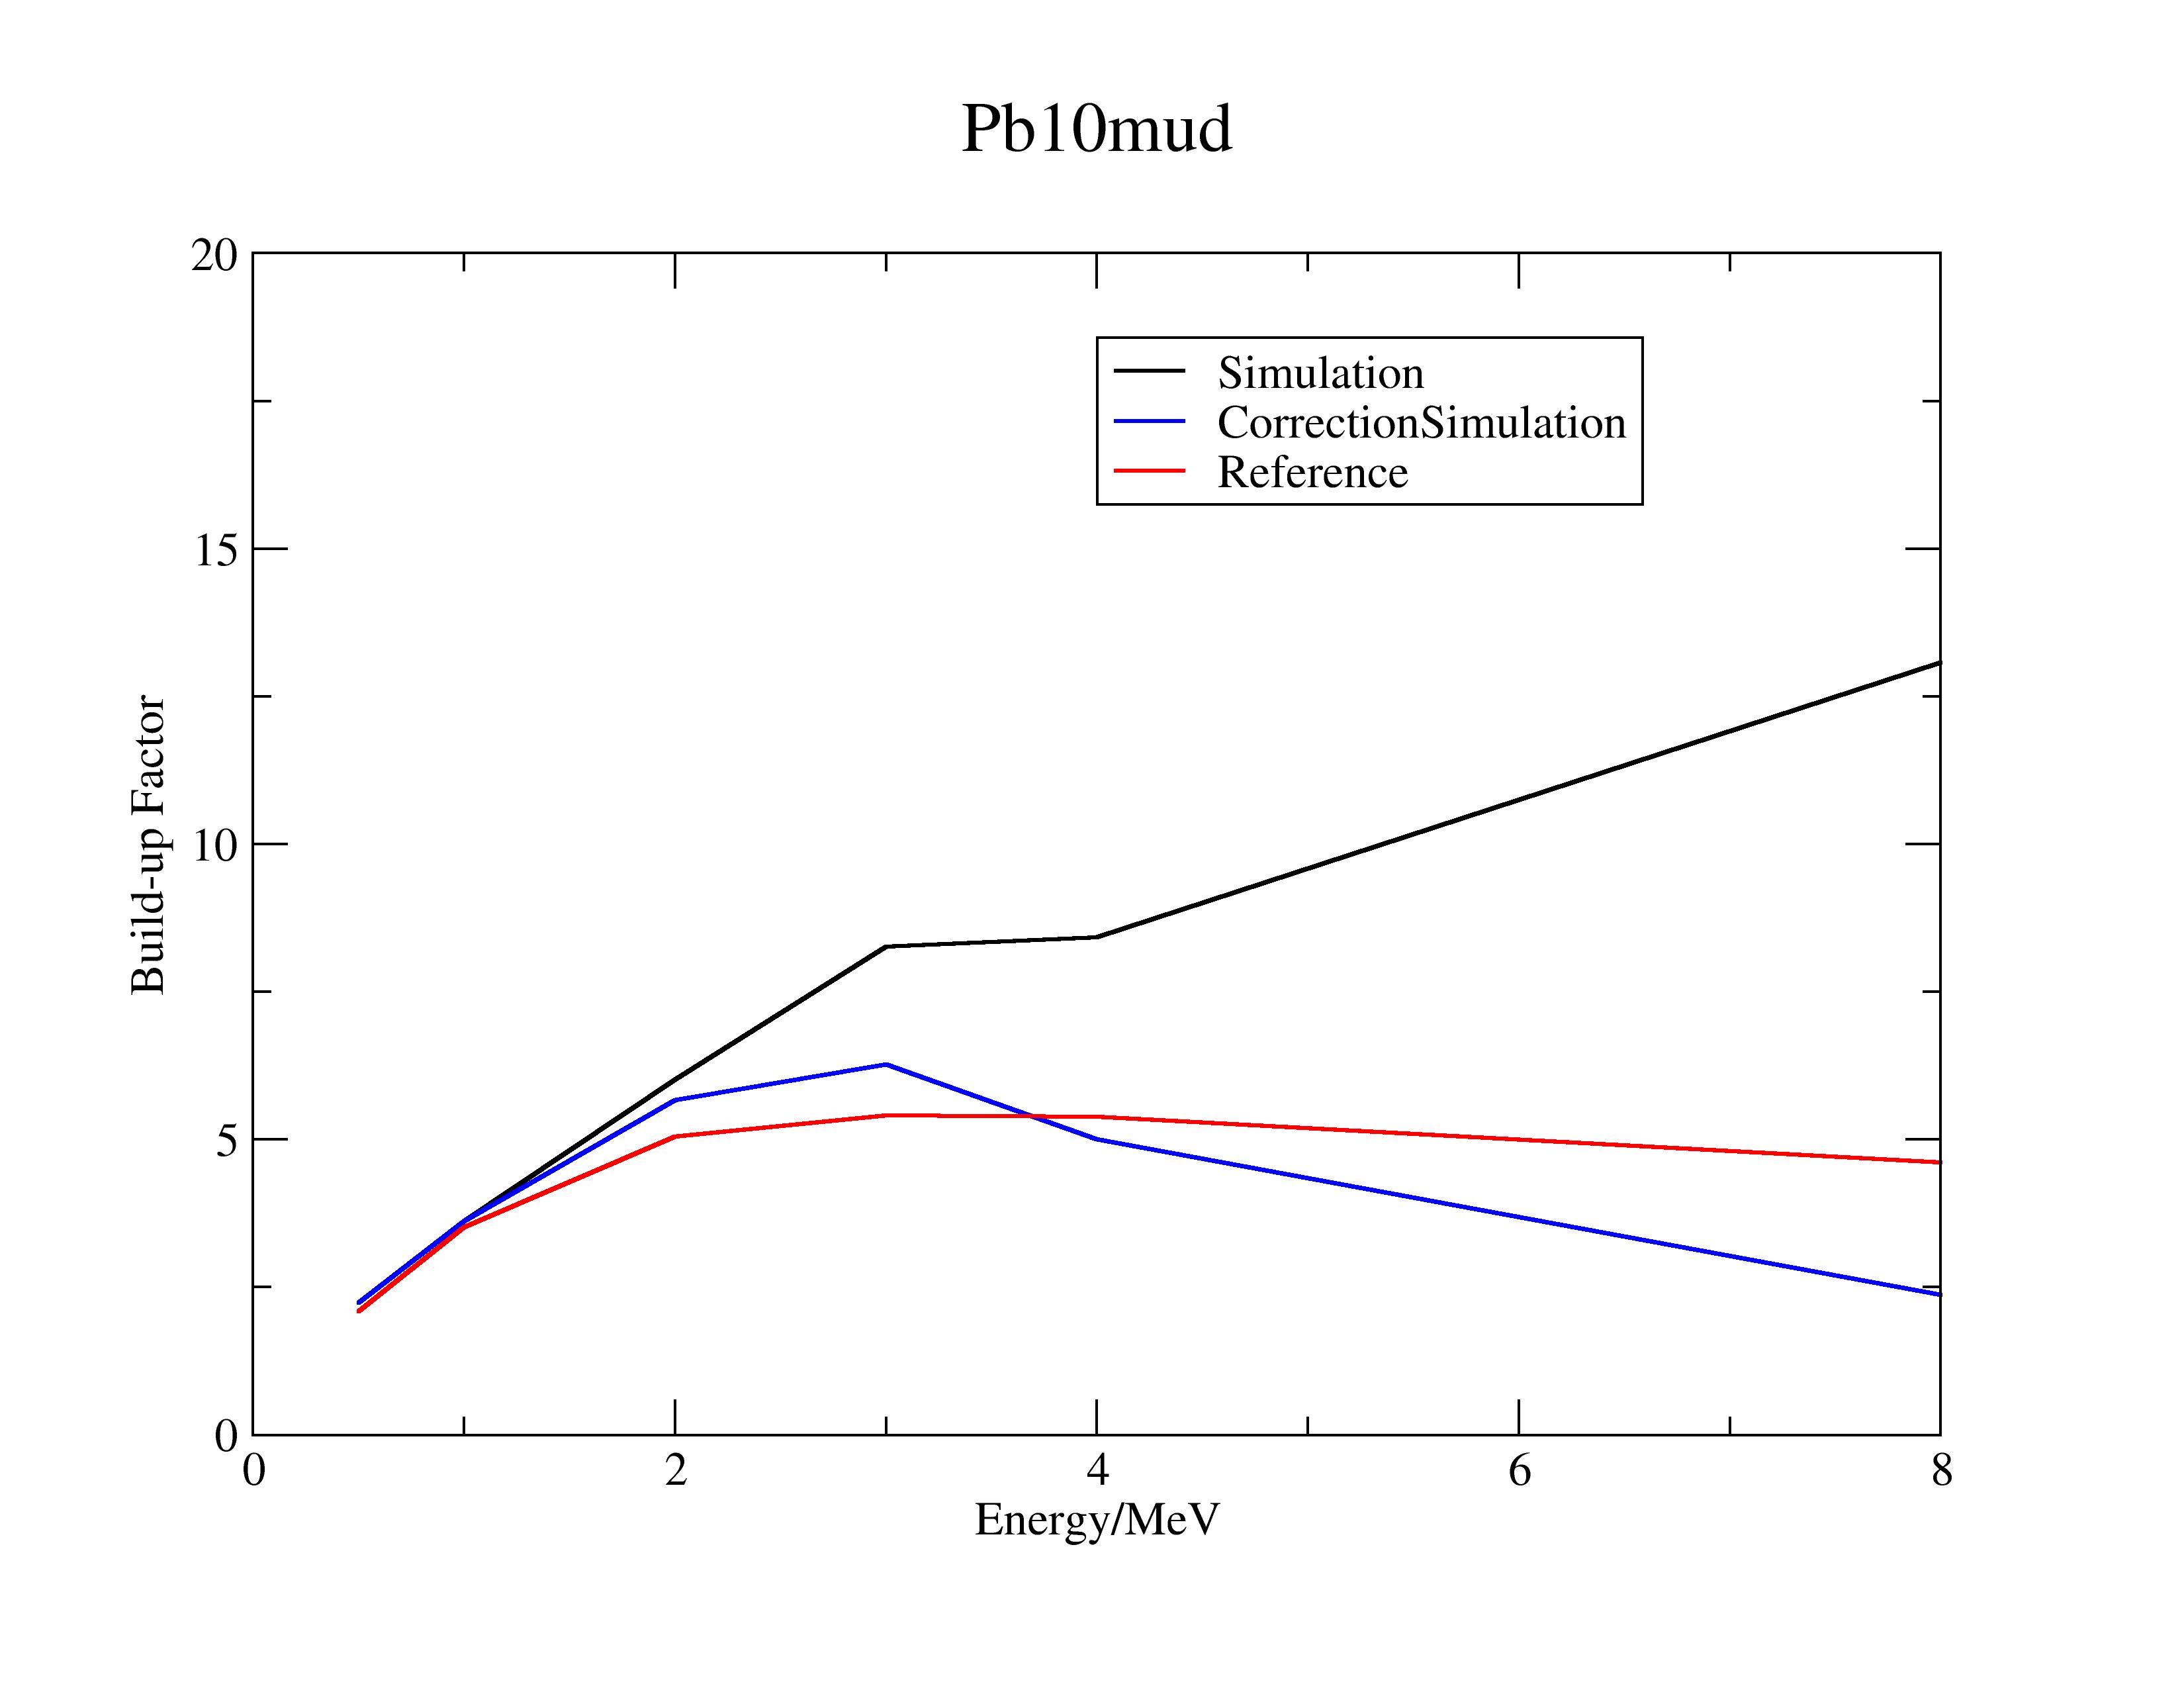 Pb10mud
20
15
10
5
0
Build-up Factor
Simulation
CorrectionSimulation
Reference
0 2 4 6 8
Energy/MeV